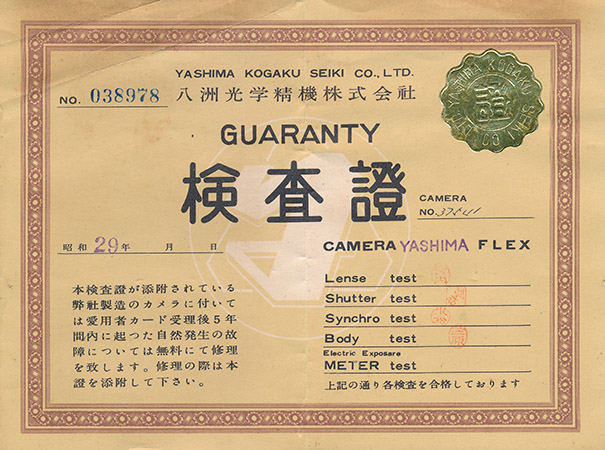 YASHIMA KOGAKU SEIKI CO., LTD.
NO. 038978
八洲光学精機株式会社
YASHIMA KOGAKU
SEIKI CO LTD
GUARANTY
検査證
CAMERA
NO.
昭和 29年 月 日
CAMERA YASHIMA FLEX
本検査證が添附されている
弊社製造のカメラに付いて
は愛用者カード受理後5年
間内に起つた自然発生の故
障については無料にて修理
を致します。修理の際は本
證を添附して下さい。
Lense test
Shutter test
Synchro test
Body test
Electric Exposare
METER test
上記の通り各検査を合格しております